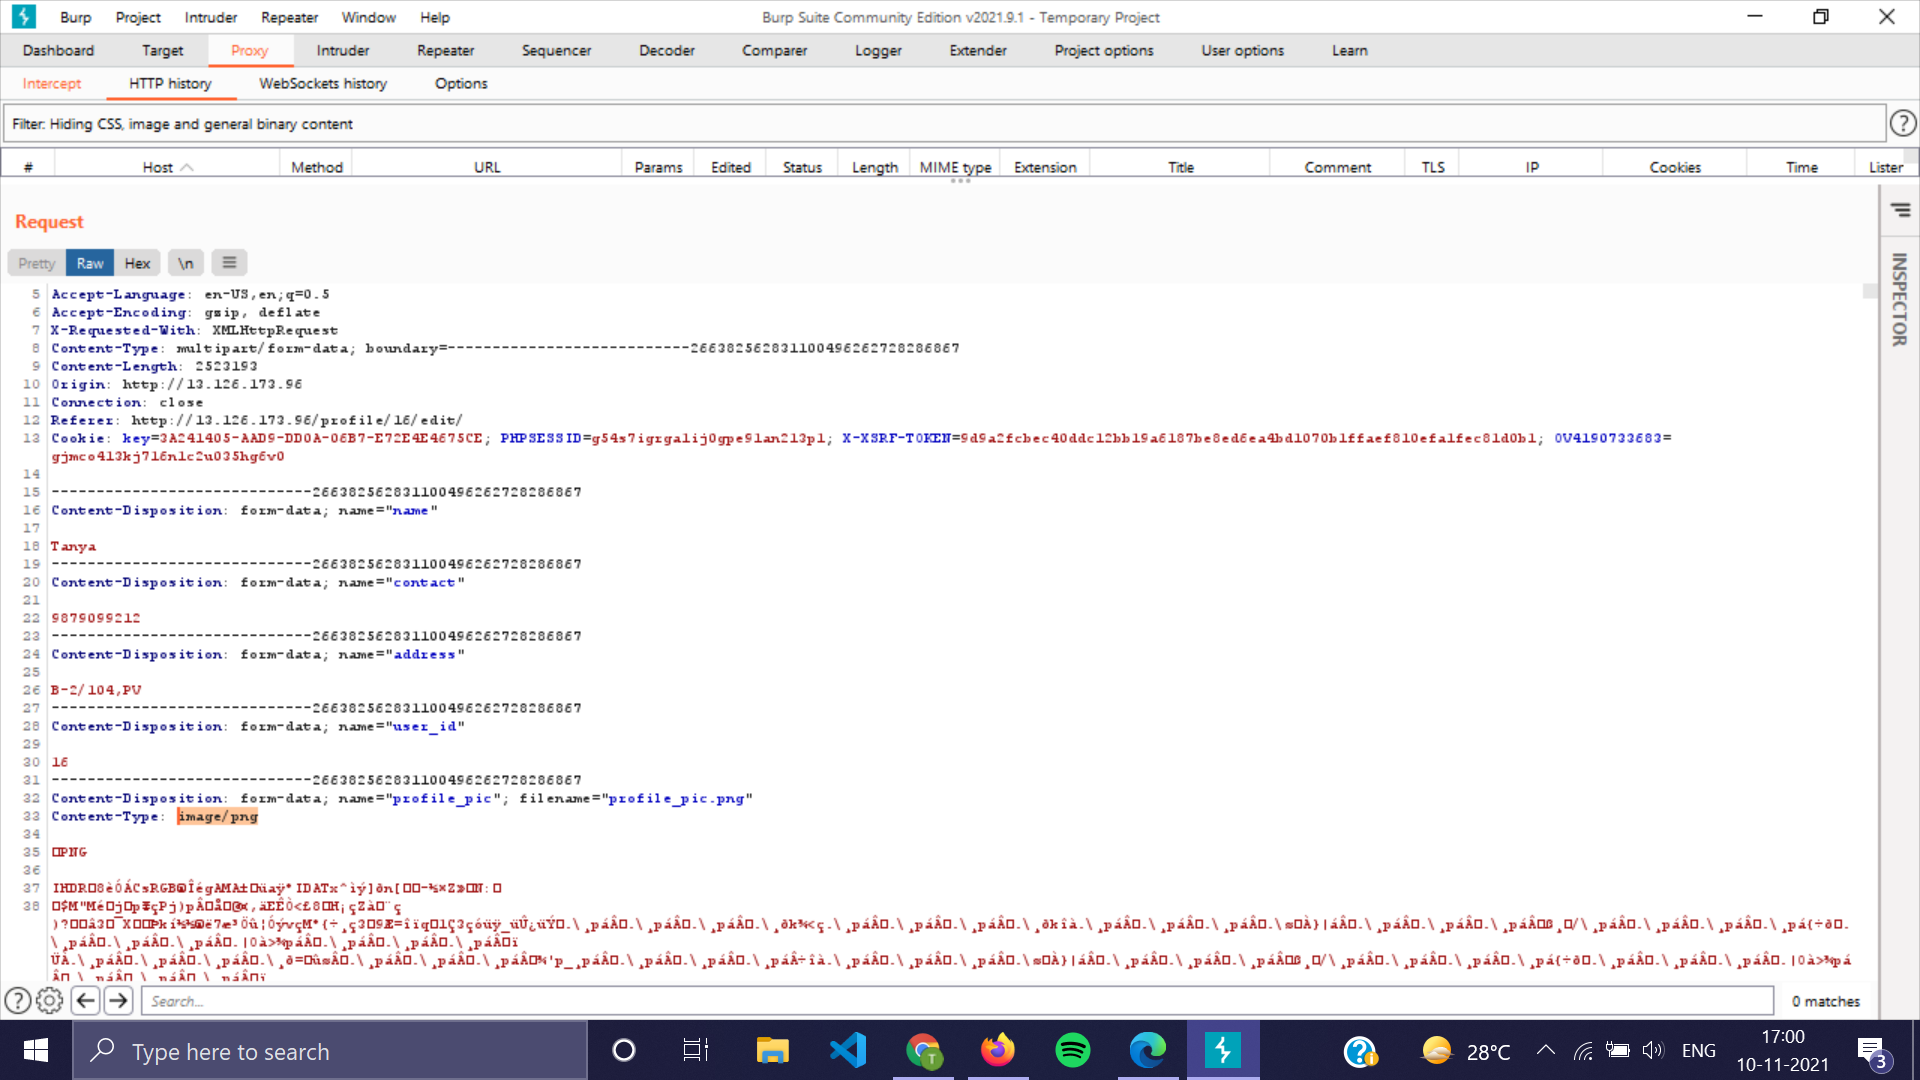 Burp Project Intruder Repeater Window Help
Burp Suite Community Edition v2021.9.1 - Temporary Project
Dashboard Target Proxy Intruder Repeater Sequencer Decoder Comparer Logger Extender Project options User options Learn
Intercept HTTP history WebSockets history Options
Filter: Hiding CSS, image and general binary content
?
# Host Method URL Params Edited Status Length MIME type Extension Title Comment TLS IP Cookies Time Lister
Request
INSPECTOR
Pretty Raw Hex \n
5 Accept-Language: en-US,en;q=0.5
6 Accept-Encoding: gzip, deflate
7 X-Requested-With: XMLHttpRequest
8 Content-Type: multipart/form-data; boundary=---------------------------266382562831100496262728286867
9 Content-Length: 2523193
10 Origin: http://13.126.173.96
11 Connection: close
12 Referer: http://13.126.173.96/profile/16/edit/
13 Cookie: key=3A241405-AAD9-DD0A-06B7-E72E4E4675CE; PHPSESSID=g54s7igrga1ij0gpe91an213p1; X-XSRF-TOKEN=9d9a2fcbec40ddc12bb19a6187be8ed6ea4bd1070b1ffaef810efa1fec81d0b1; 0V4190733683=
gjmco413kj716n1c2u035hg6v0
14
15 -----------------------------266382562831100496262728286867
16 Content-Disposition: form-data; name="name"
17
18 Tanya
19 -----------------------------266382562831100496262728286867
20 Content-Disposition: form-data; name="contact"
21
22 9879099212
23 -----------------------------266382562831100496262728286867
24 Content-Disposition: form-data; name="address"
25
26 B-2/104,PV
27 -----------------------------266382562831100496262728286867
28 Content-Disposition: form-data; name="user_id"
29
30 16
31 -----------------------------266382562831100496262728286867
32 Content-Disposition: form-data; name="profile_pic"; filename="profile_pic.png"
33 Content-Type: image/png
34
35 PNG
36
37
38
? Search... 0 matches
Type here to search
T
28°C ENG 17:00
10-11-2021
3